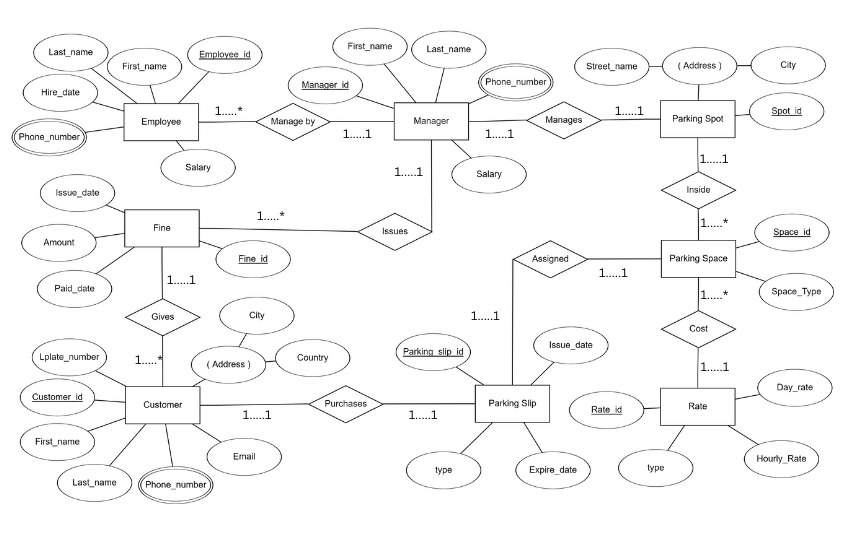 First_name
Last_name
Last_name
First_name
Employee_id
Street_name
( Address )
City
Hire_date
Manager_id
Phone_number
1.....*
1.....1
Spot_id
Employee
Manage by
Manager
Manages
Parking Spot
Phone_number
1.....1
1.....1
Salary
1.....1
1.....1
Salary
Issue_date
Inside
1.....*
1.....*
Fine
Issues
Space_id
Amount
Fine_id
Assigned
Parking Space
1.....1
1.....1
Paid_date
Space_Type
1.....*
City
Gives
1.....1
Cost
Issue_date
Lplate_number
1.....*
( Address )
Country
Parking_slip_id
1.....1
Day_rate
Customer_id
Customer
Purchases
Parking Slip
Rate_id
Rate
1.....1
1.....1
First_name
Email
Hourly_Rate
type
Expire_date
type
Last_name
Phone_number